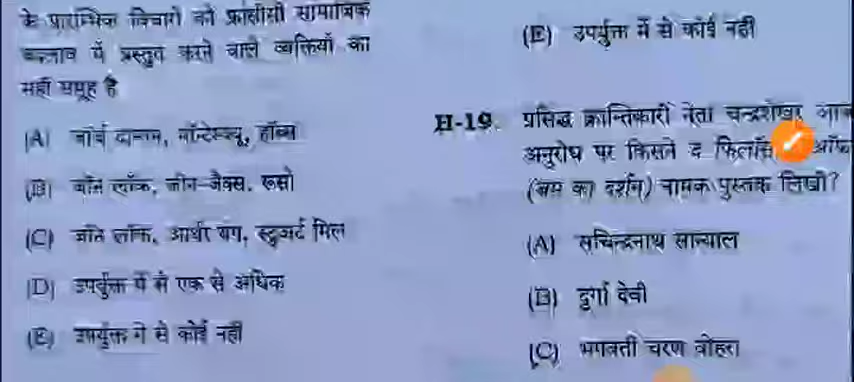 के प्रारम्भिक विचारों को फ्रांसीसी सामाजिक
बदलाव में प्रस्तुत करने वाले व्यक्तियों का
सही समूह है
(A) जॉर्ज दान्तन, मॉन्टेस्क्यू, हॉब्स
(B) जॉन लॉक, जीन-जैक्स, रूसो
(C) जॉन लॉक, आर्थर यंग, स्टुअर्ट मिल
(D) उपर्युक्त में से एक से अधिक
(E) उपर्युक्त में से कोई नहीं
(E) उपर्युक्त में से कोई नहीं
H-19. प्रसिद्ध क्रान्तिकारी नेता चन्द्रशेखर
अनुरोध पर किसने द ऑफ
(बम का दर्शन) नामक पुस्तक लिखी?
(A) सचिन्द्रनाथ सान्याल
(B) दुर्गा देवी
(C) भगवती चरण वोहरा